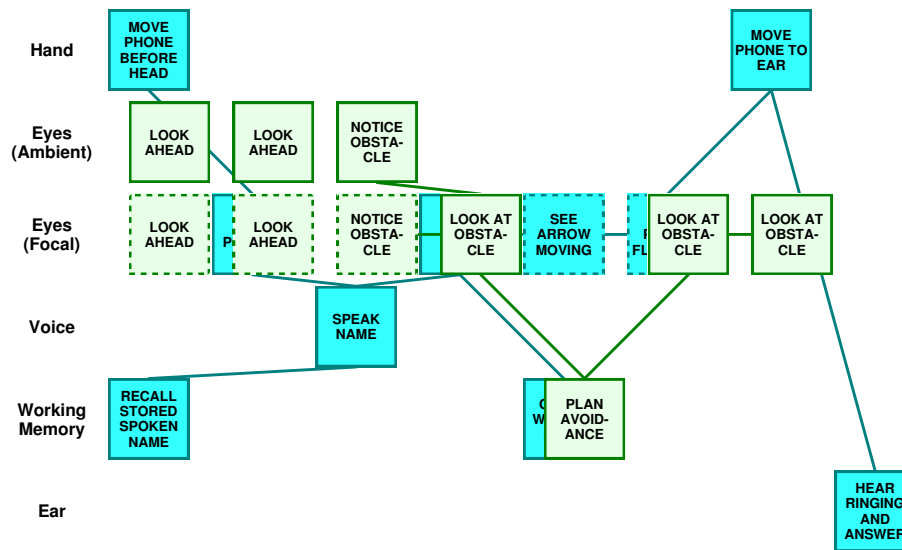 Hand
MOVE
PHONE
BEFORE
HEAD
MOVE
PHONE TO
EAR
Eyes
(Ambient)
LOOK
AHEAD
LOOK
AHEAD
NOTICE
OBSTA-
CLE
Eyes
(Focal)
LOOK
AHEAD
LOOK
AHEAD
NOTICE
OBSTA-
CLE
LOOK AT
OBSTA-
CLE
SEE
ARROW
MOVING
LOOK AT
OBSTA-
CLE
LOOK AT
OBSTA-
CLE
Voice
SPEAK
NAME
Working
Memory
RECALL
STORED
SPOKEN
NAME
PLAN
AVOID-
ANCE
Ear
HEAR
RINGING
AND
ANSWER